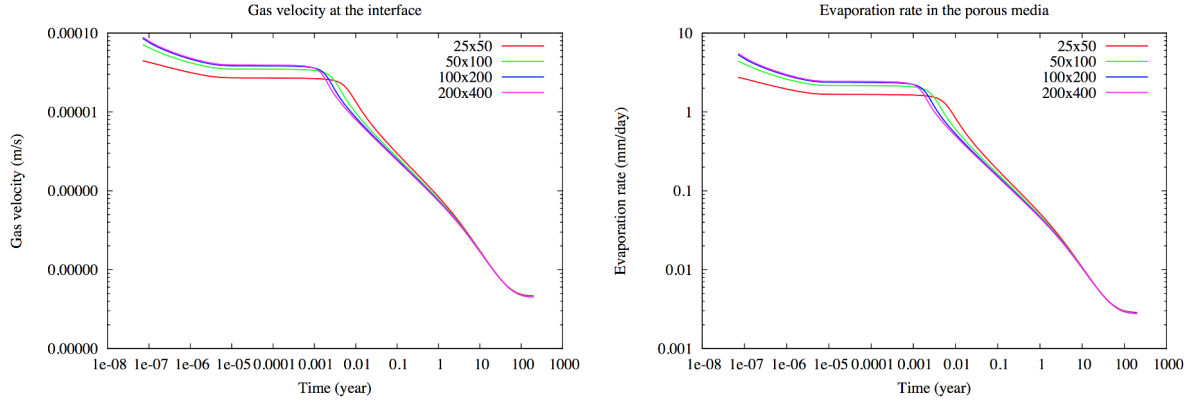 Gas velocity at the interface
Gas velocity (m/s)
0.00010
0.00001
0.00000
0.00000
0.00000
25x50
50x100
100x200
200x400
1e-08 1e-07 1e-06 1e-05 0.0001 0.001 0.01 0.1 1 10 100 1000
Time (year)
Evaporation rate in the porous media
Evaporation rate (mm/day)
10
1
0.1
0.01
0.001
25x50
50x100
100x200
200x400
1e-08 1e-07 1e-06 1e-05 0.0001 0.001 0.01 0.1 1 10 100 1000
Time (year)